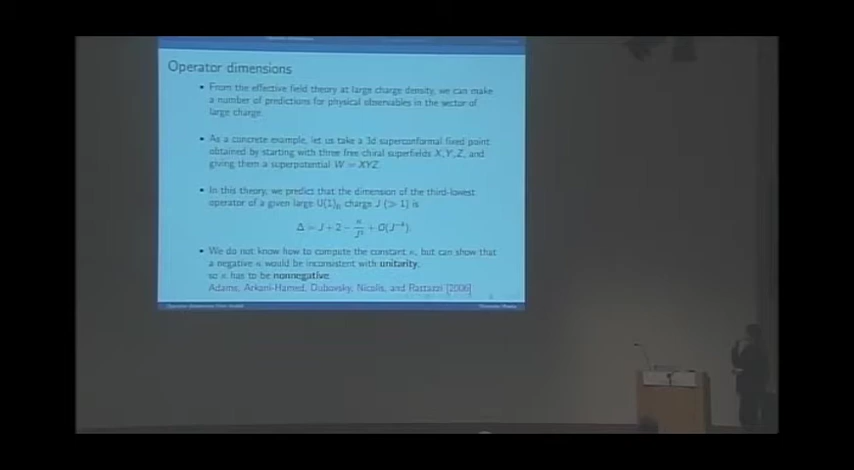 Operator dimensions
• From the effective field theory at large charge density, we can make
a number of predictions for physical observables in the sector of
large charge.
• As a concrete example, let us take a 3d superconformal fixed point
obtained by starting with three free chiral superfields X, Y, Z, and
giving them a superpotential W = XYZ
• In this theory, we predict that the dimension of the third-lowest
operator of a given large U(1)R charge J (≫ 1) is
Δ = J + 2 −
• We do not know how to compute the constant κ, but can show that
a negative κ would be inconsistent with unitarity,
so κ has to be nonnegative.
Adams, Arkani-Hamed, Dubovsky, Nicolis, and Rattazzi [2006]